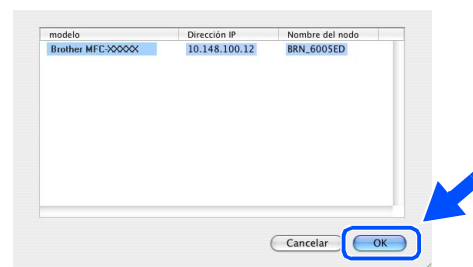 modelo Dirección IP Nombre del nodo
Brother MFC-XXXXX 10.148.100.12 BRN_6005ED
Cancelar OK